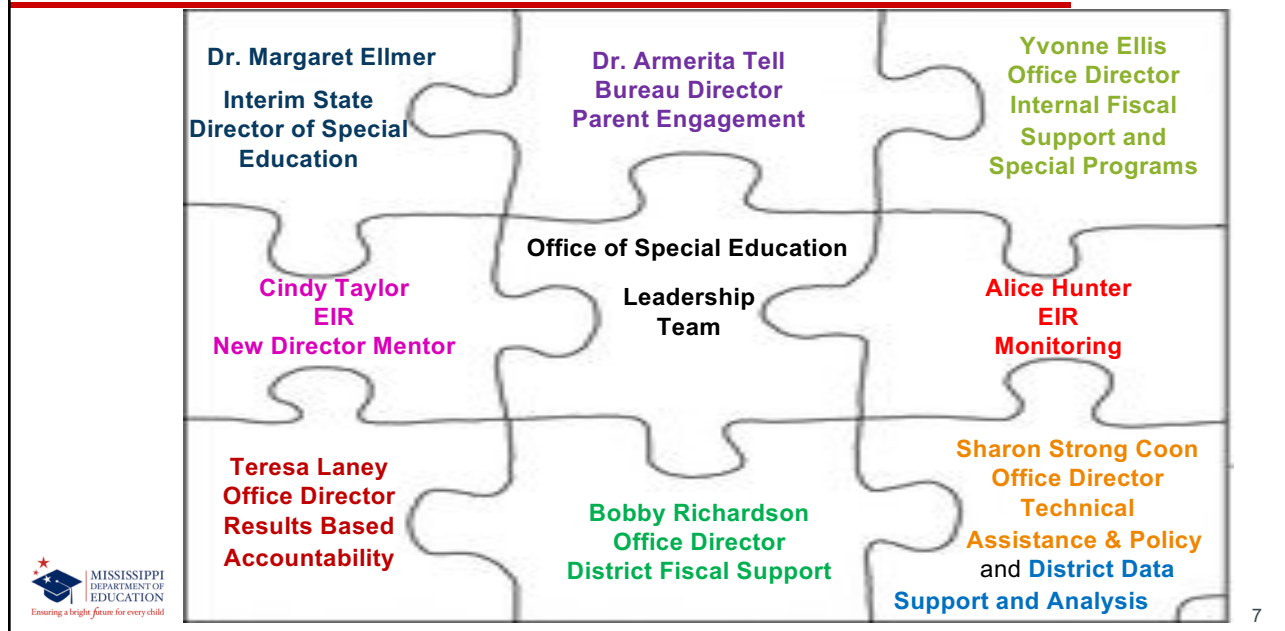 Dr. Margaret Ellmer
Interim State
Director of Special
Education
Dr. Armerita Tell
Bureau Director
Parent Engagement
Yvonne Ellis
Office Director
Internal Fiscal
Support and
Special Programs
Cindy Taylor
EIR
New Director Mentor
Office of Special Education
Leadership
Team
Alice Hunter
EIR
Monitoring
Teresa Laney
Office Director
Results Based
Accountability
Bobby Richardson
Office Director
District Fiscal Support
Sharon Strong Coon
Office Director
Technical
Assistance & Policy
and District Data
Support and Analysis
MISSISSIPPI
DEPARTMENT OF
EDUCATION
Ensuring a bright future for every child
7